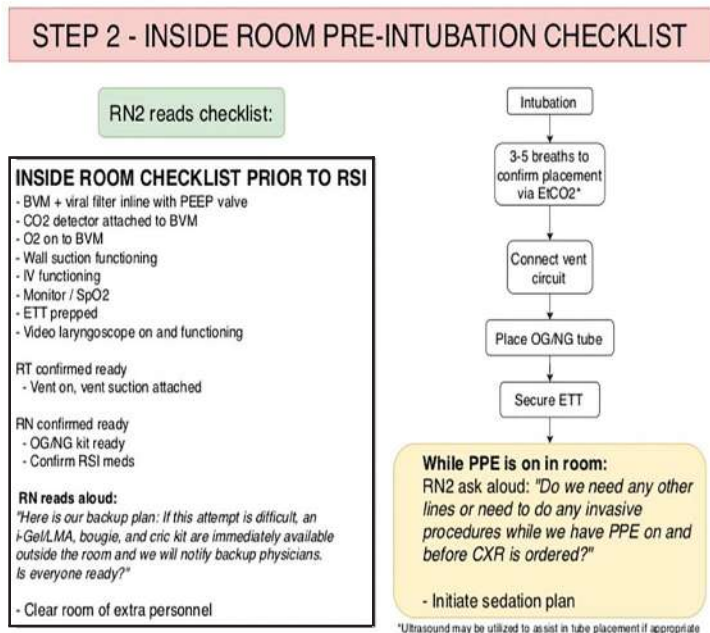 STEP 2 - INSIDE ROOM PRE-INTUBATION CHECKLIST
RN2 reads checklist:
INSIDE ROOM CHECKLIST PRIOR TO RSI
- BVM + viral filter inline with PEEP valve
- CO2 detector attached to BVM
- O2 on to BVM
- Wall suction functioning
- IV functioning
- Monitor / SpO2
- ETT prepped
- Video laryngoscope on and functioning
RT confirmed ready
- Vent on, vent suction attached
RN confirmed ready
- OG/NG kit ready
- Confirm RSI meds
RN reads aloud:
"Here is our backup plan: If this attempt is difficult, an
i-Gel/LMA, bougie, and cric kit are immediately available
outside the room and we will notify backup physicians.
Is everyone ready?"
- Clear room of extra personnel
Intubation
3-5 breaths to
confirm placement
via EtCO2*
Connect vent
circuit
Place OG/NG tube
Secure ETT
While PPE is on in room:
RN2 ask aloud: "Do we need any other
lines or need to do any invasive
procedures while we have PPE on and
before CXR is ordered?"
- Initiate sedation plan
*Ultrasound may be utilized to assist in tube placement if appropriate